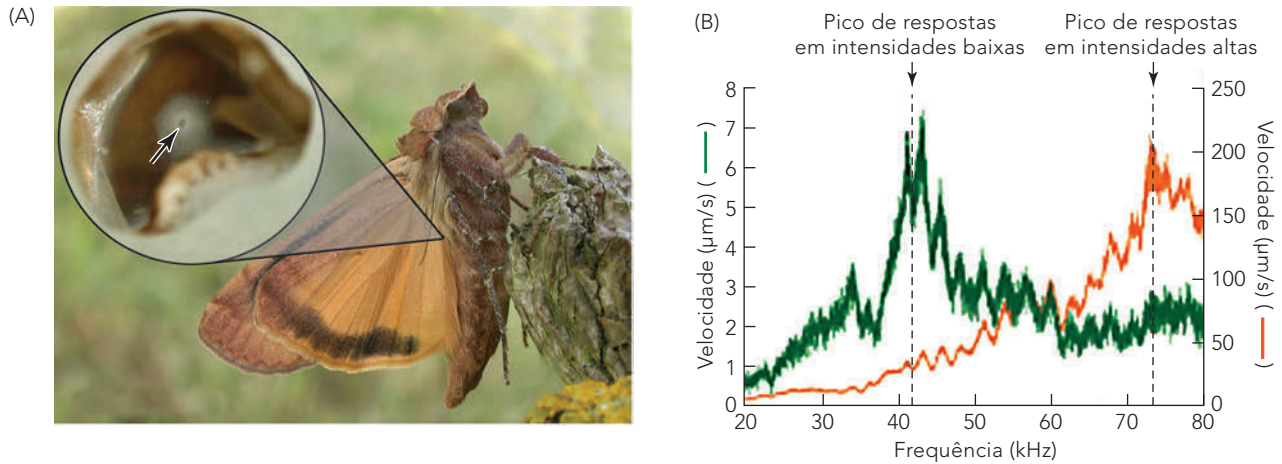 (A)
(B)
Pico de respostas
em intensidades baixas
Pico de respostas
em intensidades altas
Velocidade (μm/s) ( )
8
7
6
5
4
3
2
1
0
250
200
150
100
50
0
Velocidade
(μm/s) ( )
20 30 40 50 60 70 80
Frequência (kHz)